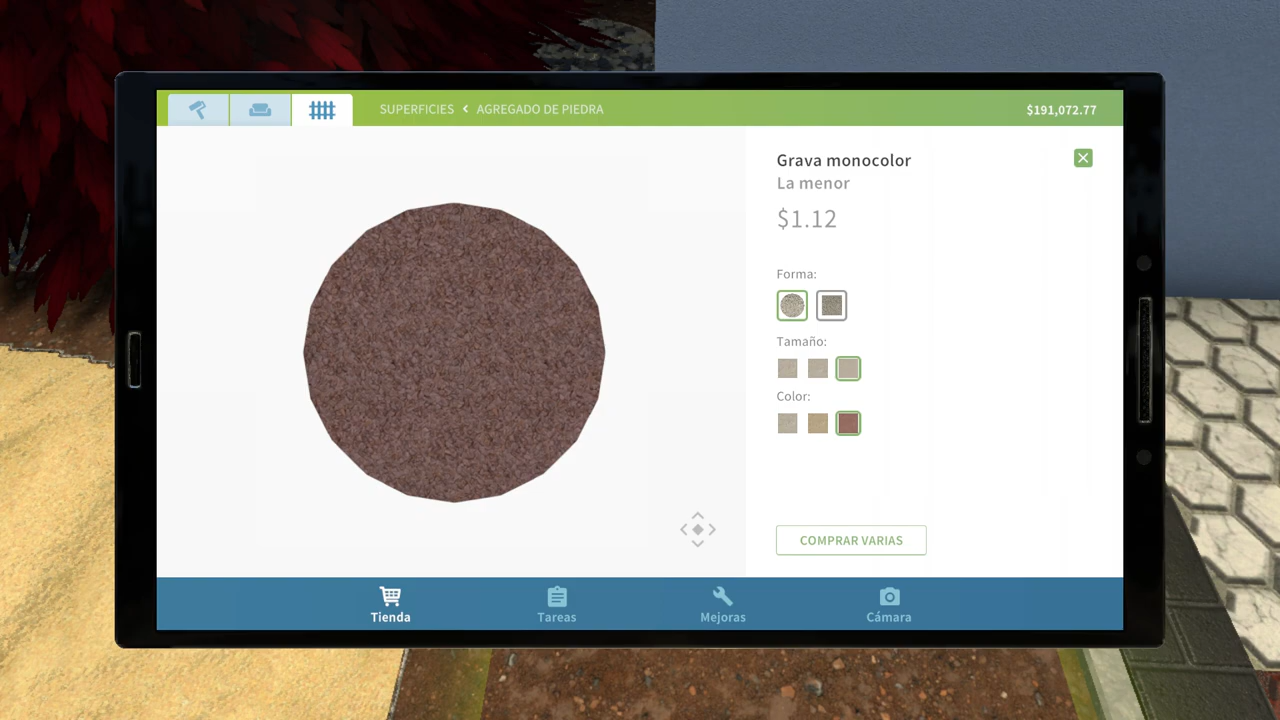 SUPERFICIES < AGREGADO DE PIEDRA
$191,072.77
Grava monocolor
La menor
$1.12
Forma:
Tamaño:
Color:
COMPRAR VARIAS
Tienda
Tareas
Mejoras
Cámara